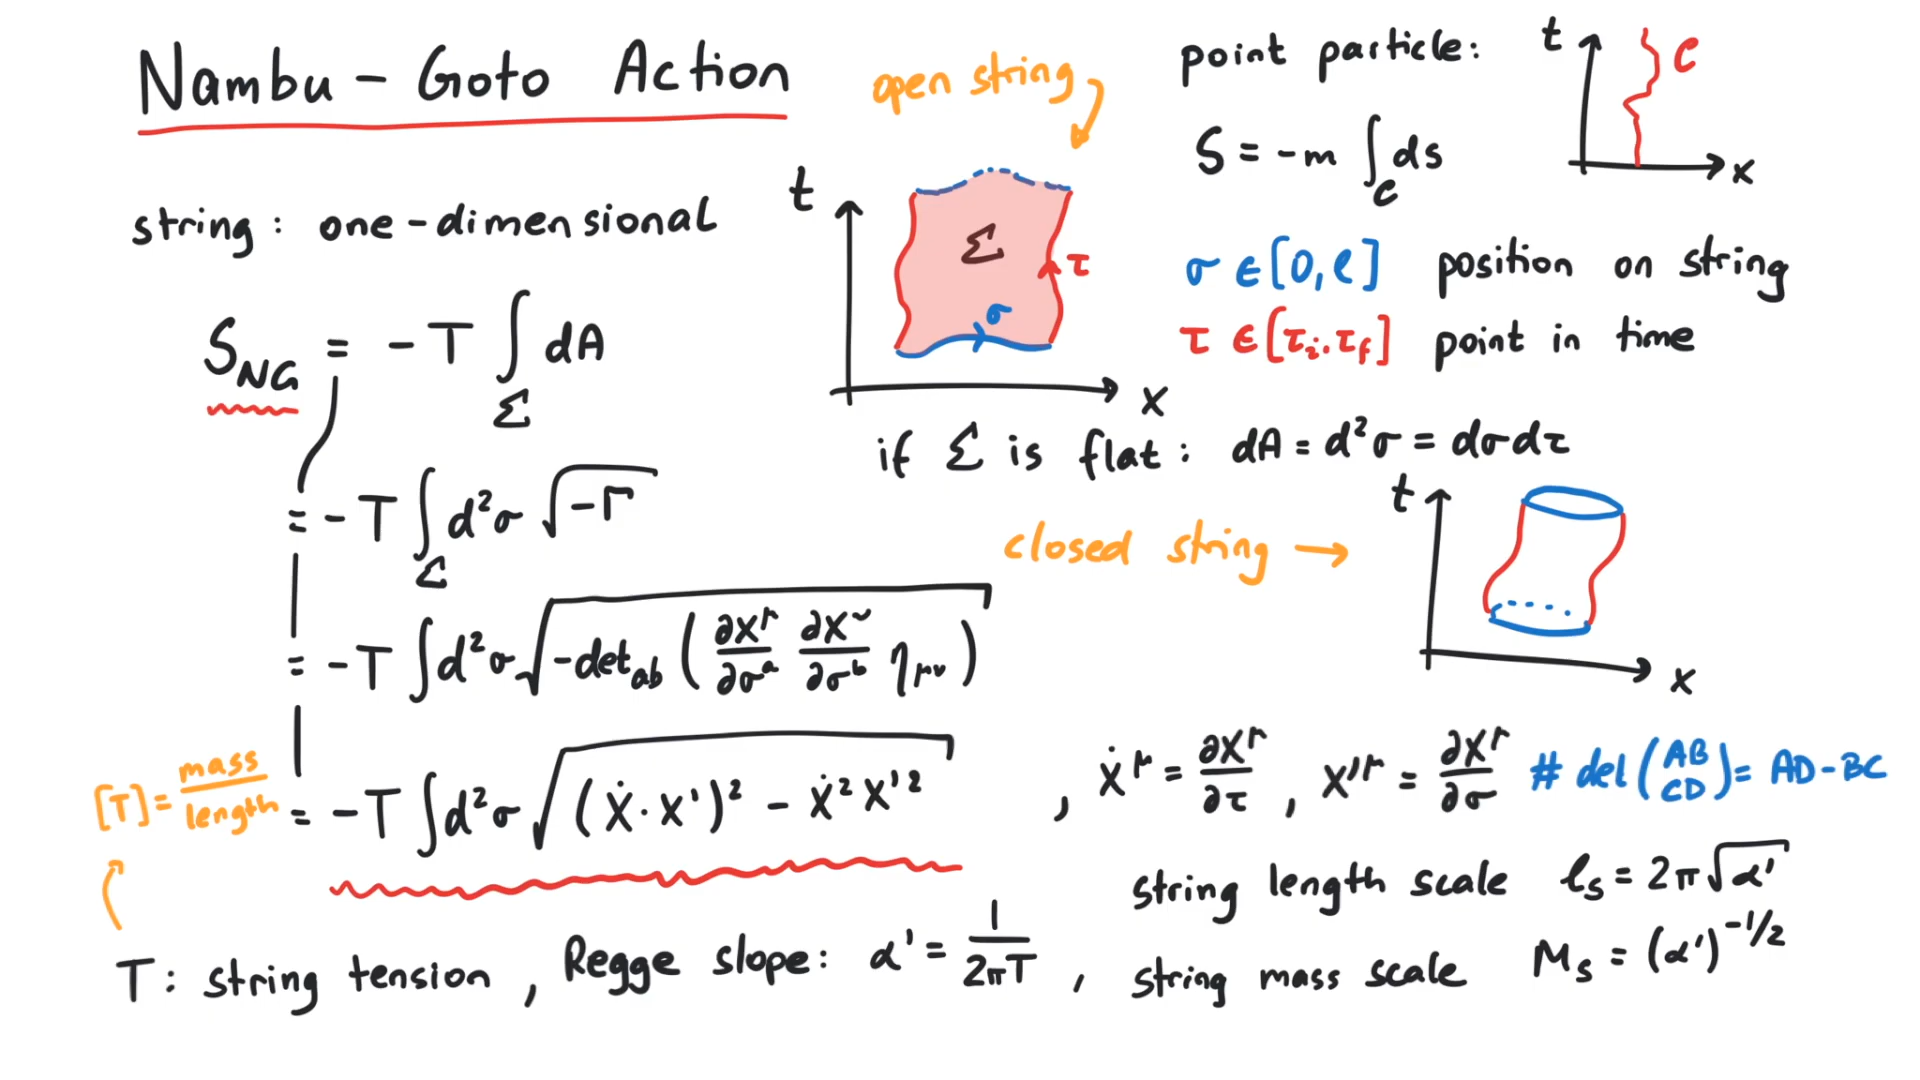 Nambu - Goto Action
string : one-dimensional
S_NG = -T ∫_Σ dA
= -T ∫_Σ d²σ √(-Γ)
= -T ∫ d²σ √(-det_ab (∂X^μ/∂σ^a ∂X^ν/∂σ^b η_μν))
= -T ∫ d²σ √((Ẋ·X')² - Ẋ² X'²) , Ẋ^μ = ∂X^μ/∂τ , X'^μ = ∂X^μ/∂σ
# del (AB CD) = AD-BC
[T] = mass/length
T : string tension , Regge slope : α' = 1/2πT ,
string length scale ℓ_s = 2π√α'
string mass scale M_s = (α')^-1/2
open string
t
Σ
τ
σ
x
point particle:
S = -m ∫_C ds
t
C
x
σ ∈ [0, ℓ] position on string
τ ∈ [τ_i. τ_f] point in time
if Σ is flat : dA = d²σ = dσdτ
closed string →
t
x